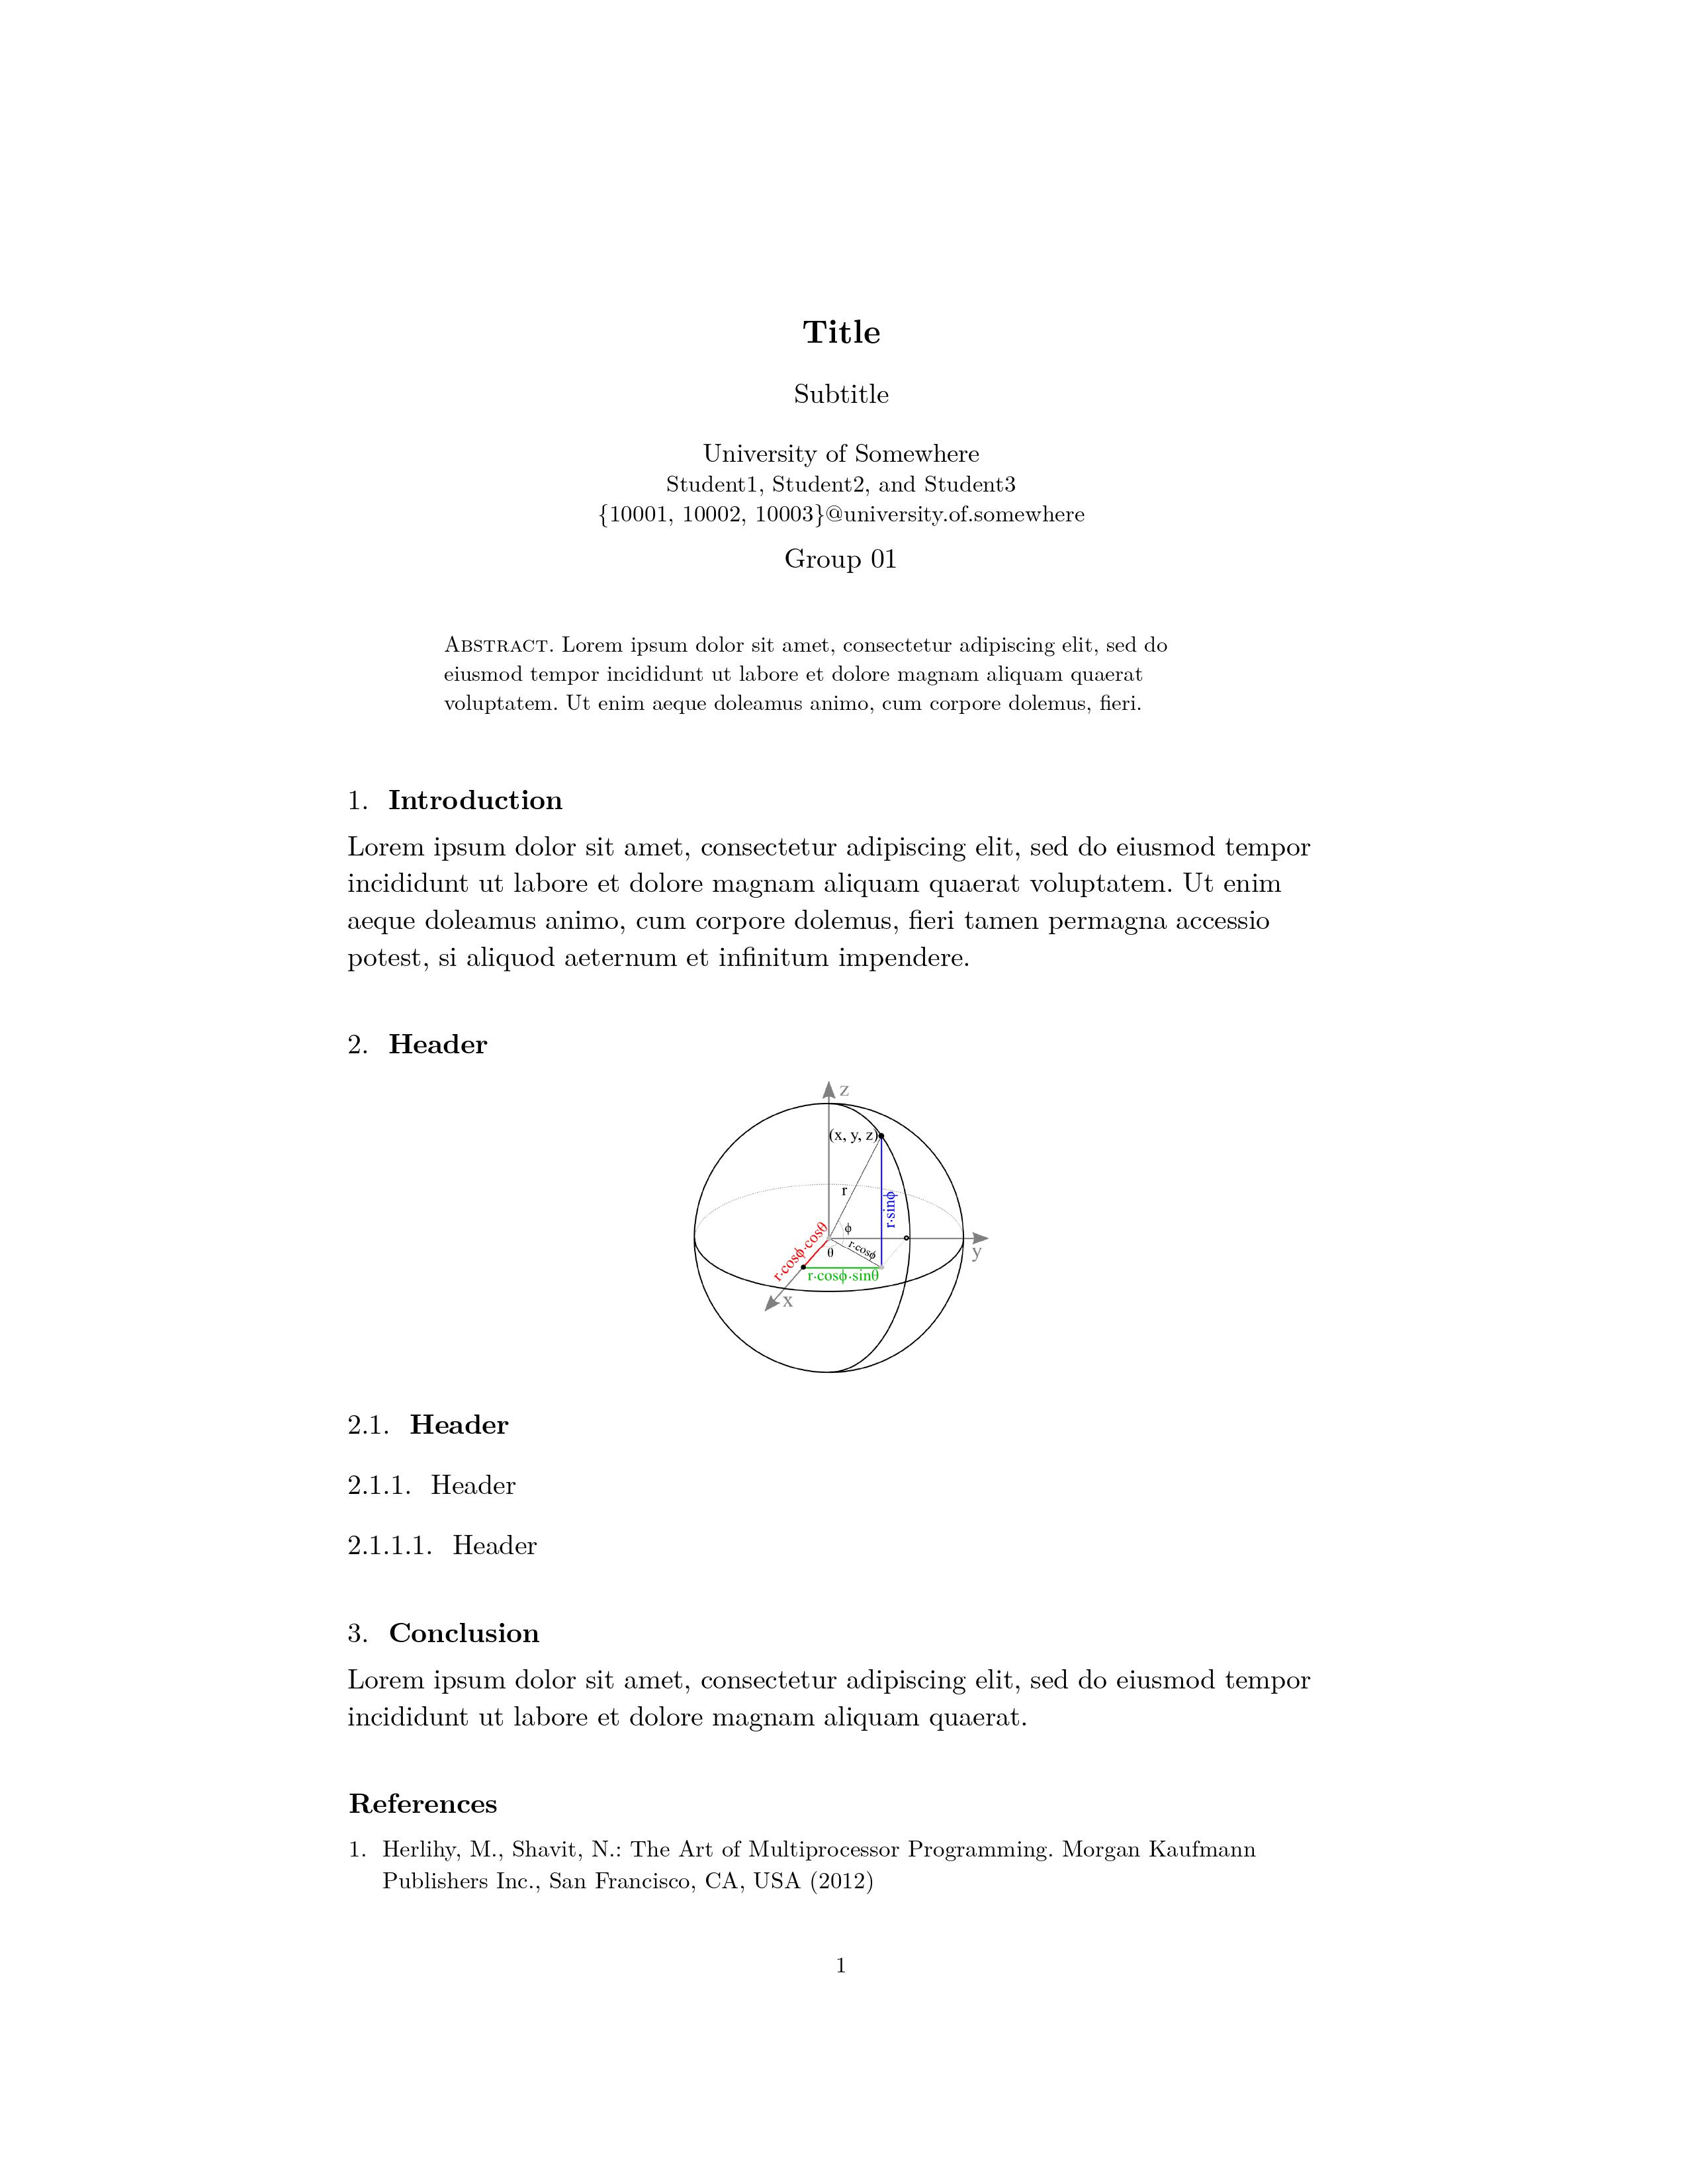 Title
Subtitle
University of Somewhere
Student1, Student2, and Student3
{10001, 10002, 10003}@university.of.somewhere
Group 01
Abstract. Lorem ipsum dolor sit amet, consectetur adipiscing elit, sed do
eiusmod tempor incididunt ut labore et dolore magnam aliquam quaerat
voluptatem. Ut enim aeque doleamus animo, cum corpore dolemus, fieri.
1. Introduction
Lorem ipsum dolor sit amet, consectetur adipiscing elit, sed do eiusmod tempor
incididunt ut labore et dolore magnam aliquam quaerat voluptatem. Ut enim
aeque doleamus animo, cum corpore dolemus, fieri tamen permagna accessio
potest, si aliquod aeternum et infinitum impendere.
2. Header
z
(x, y, z)
r
r·sinϕ
ϕ
r·cosϕ·cosθ
r·cosϕ
θ
y
r·cosϕ·sinθ
x
2.1. Header
2.1.1. Header
2.1.1.1. Header
3. Conclusion
Lorem ipsum dolor sit amet, consectetur adipiscing elit, sed do eiusmod tempor
incididunt ut labore et dolore magnam aliquam quaerat.
References
1. Herlihy, M., Shavit, N.: The Art of Multiprocessor Programming. Morgan Kaufmann
Publishers Inc., San Francisco, CA, USA (2012)
1